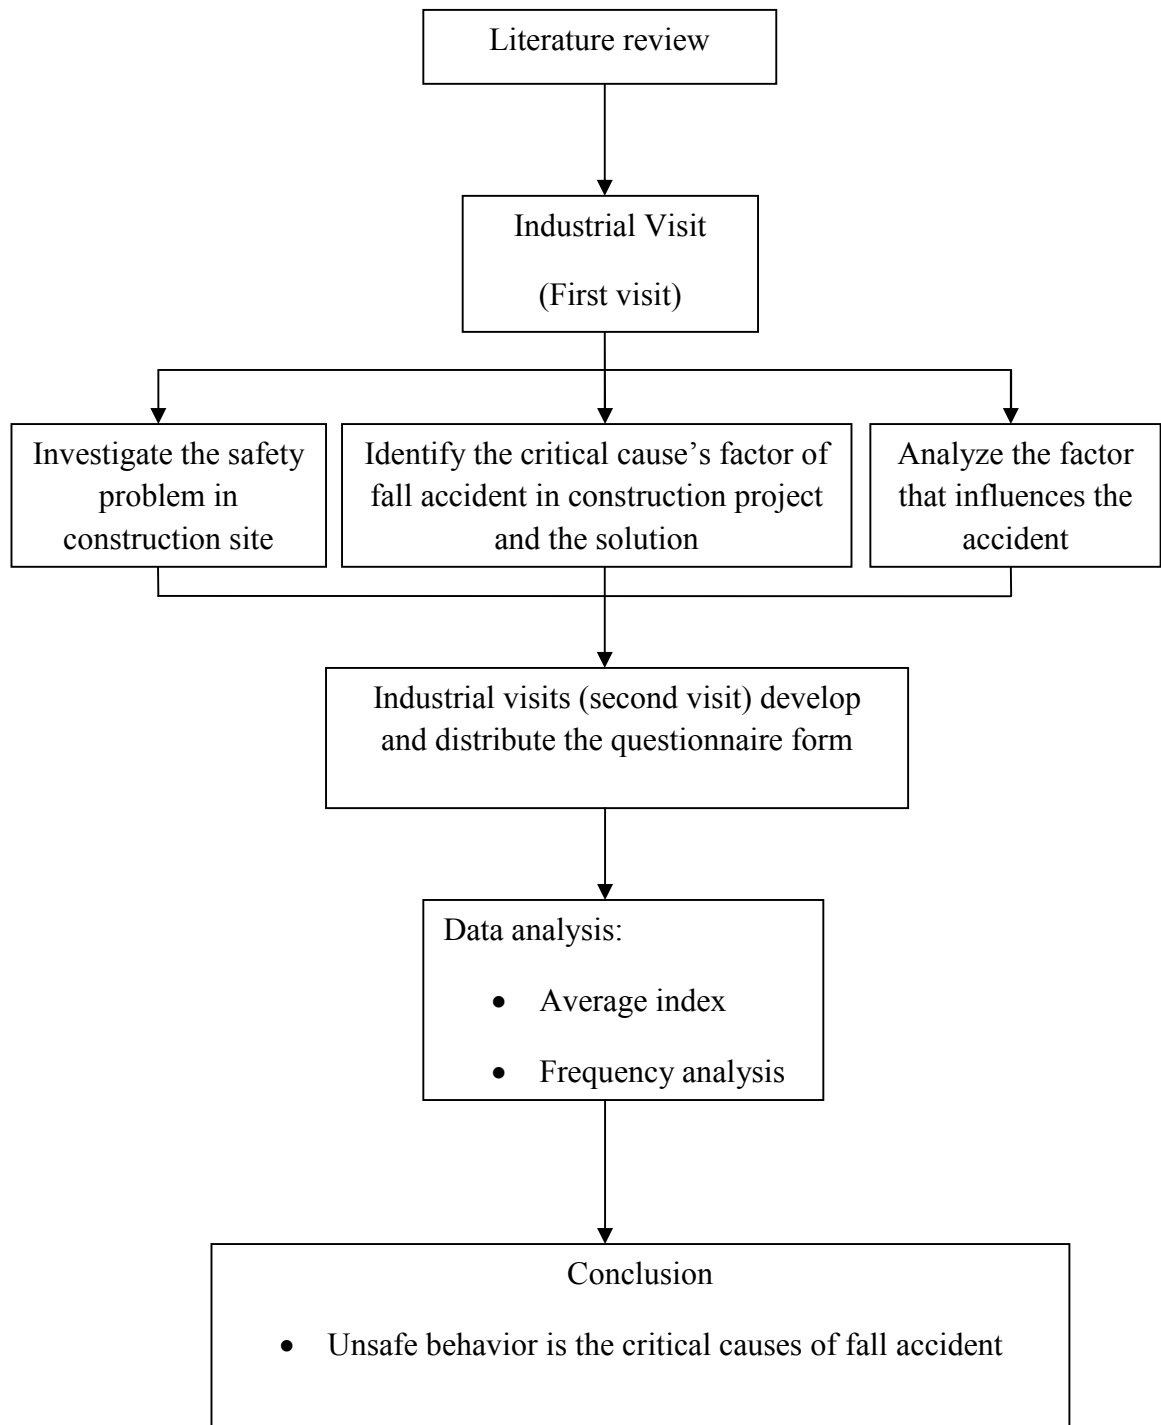 Literature review
Industrial Visit
(First visit)
Investigate the safety
problem in
construction site
Identify the critical cause’s factor of
fall accident in construction project
and the solution
Analyze the factor
that influences the
accident
Industrial visits (second visit) develop
and distribute the questionnaire form
Data analysis:
• Average index
• Frequency analysis
Conclusion
• Unsafe behavior is the critical causes of fall accident